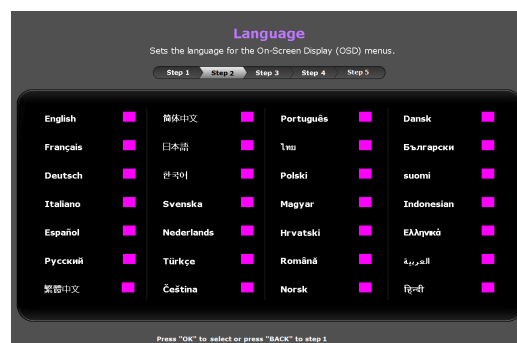 Language
Sets the language for the On-Screen Display (OSD) menus.
Step 1 Step 2 Step 3 Step 4 Step 5
English 简体中文 Português Dansk
Français 日本語 ไทย Български
Deutsch 한국어 Polski suomi
Italiano Svenska Magyar Indonesian
Español Nederlands Hrvatski Ελληνικά
Русский Türkçe Română العربية
繁體中文 Čeština Norsk हिन्दी
Press "OK" to select or press "BACK" to step 1